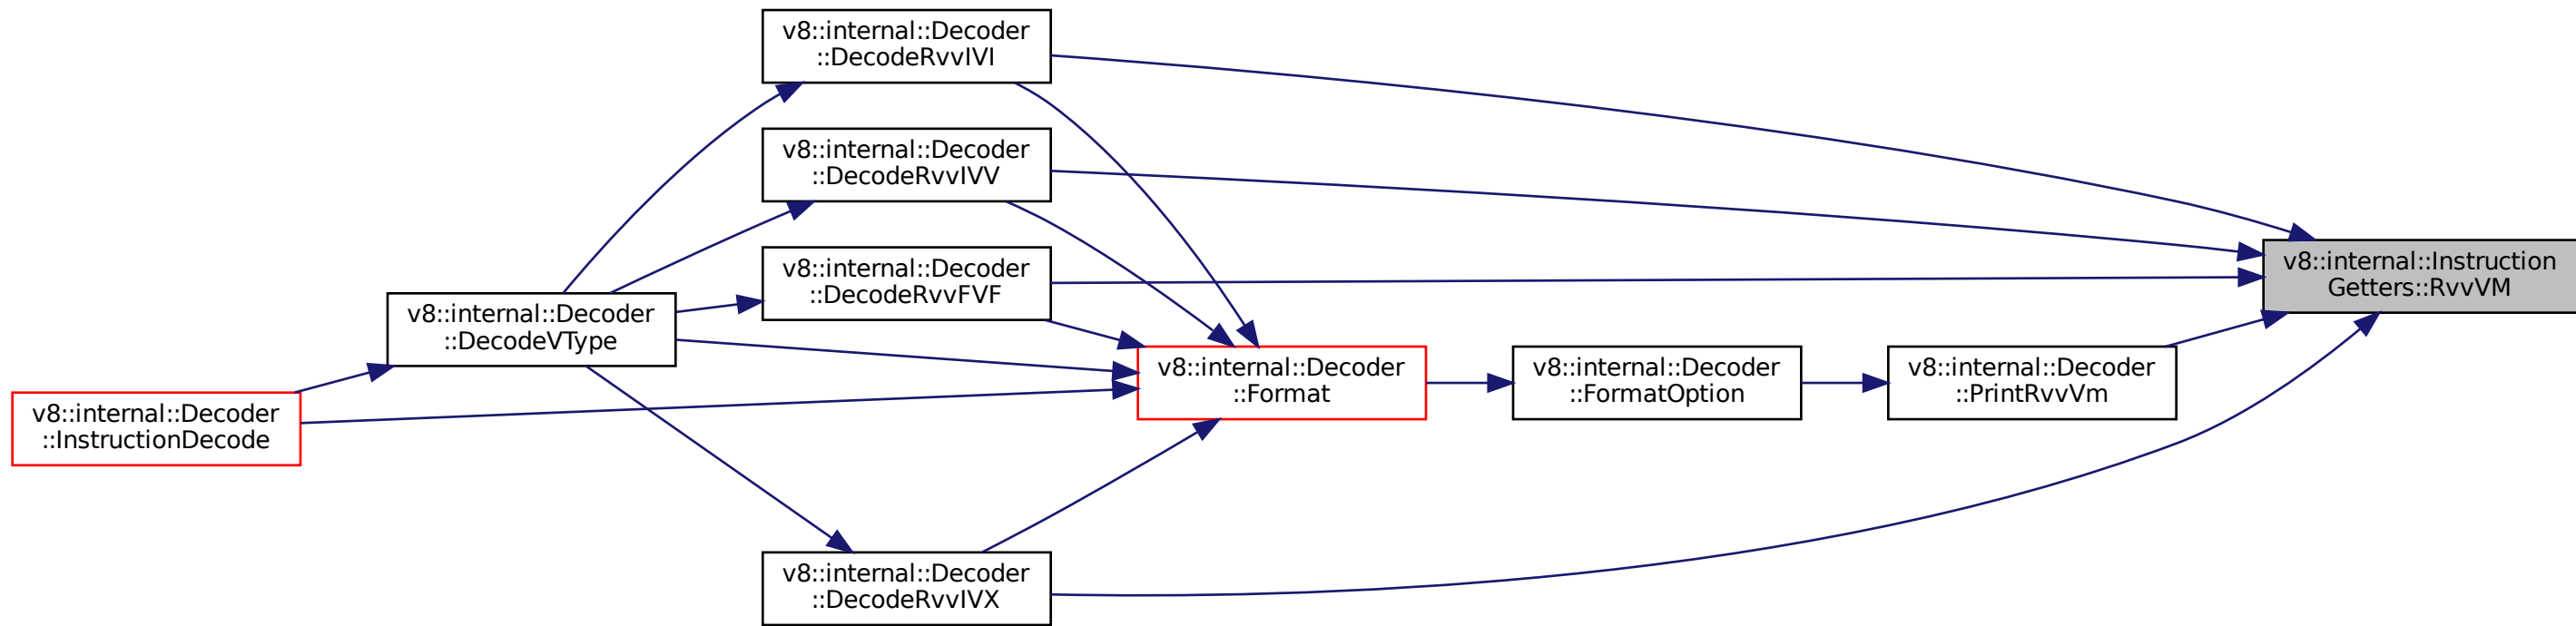 v8::internal::Decoder
::DecodeRvvIVI
v8::internal::Decoder
::DecodeRvvIVV
v8::internal::Decoder
::DecodeRvvFVF
v8::internal::Instruction
Getters::RvvVM
v8::internal::Decoder
::DecodeVType
v8::internal::Decoder
::Format
v8::internal::Decoder
::FormatOption
v8::internal::Decoder
::PrintRvvVm
v8::internal::Decoder
::InstructionDecode
v8::internal::Decoder
::DecodeRvvIVX